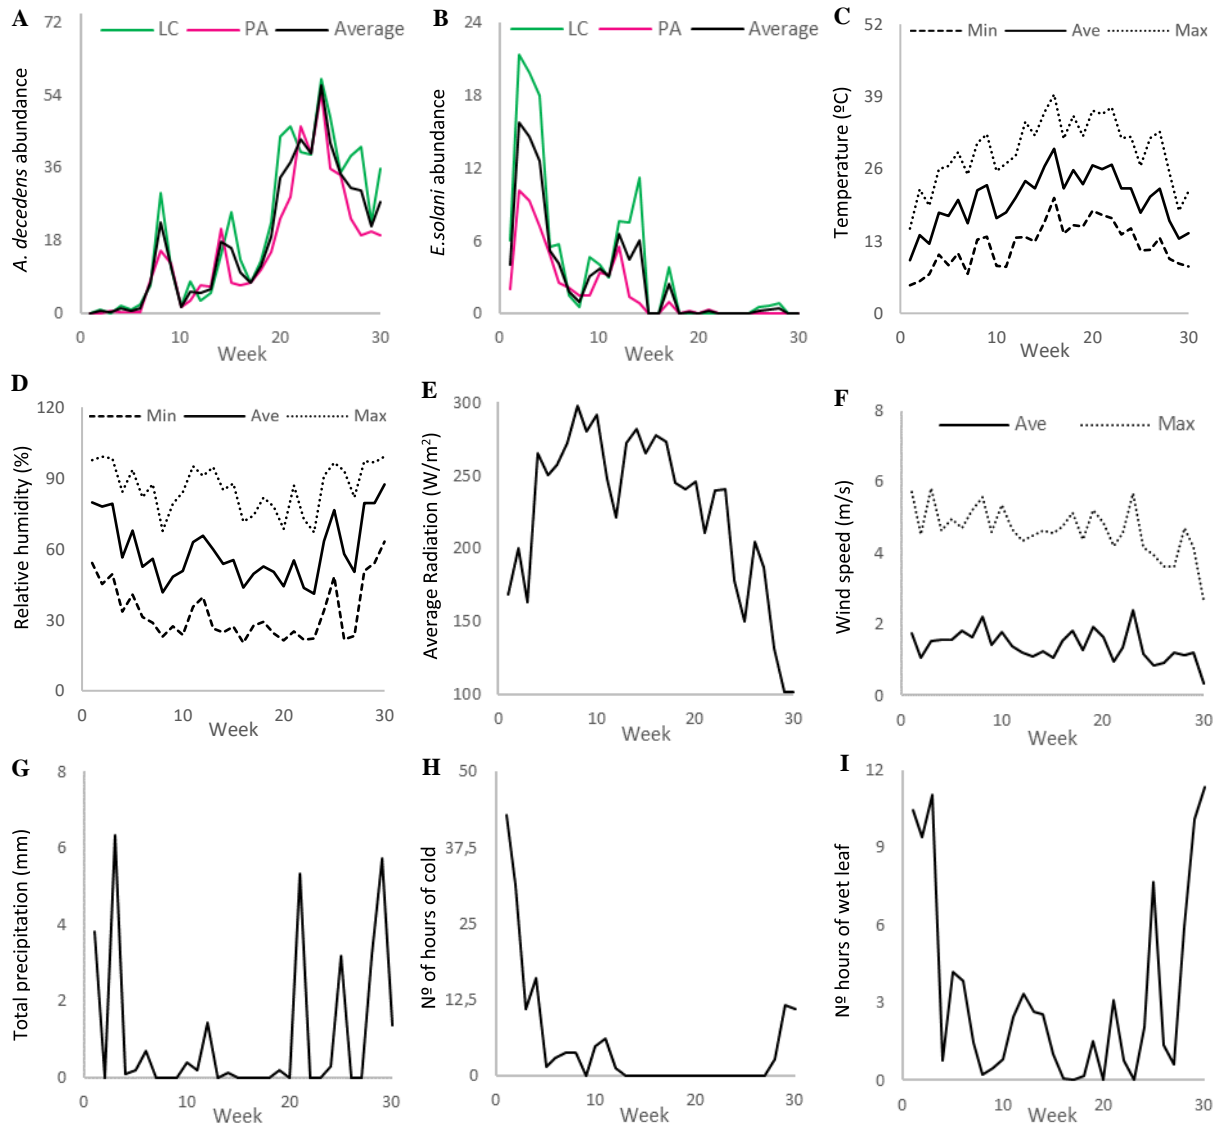 A
72
54
36
18
0
A. decedens abundance
LC PA Average
0 10 20 30
Week
B
24
18
12
6
0
E.solani abundance
LC PA Average
0 10 20 30
Week
C
52
39
26
13
0
Temperature (ºC)
Min Ave Max
0 10 20 30
Week
D
120
90
60
30
0
Relative humidity (%)
Min Ave Max
0 10 20 30
Week
E
300
250
200
150
100
Average Radiation (W/m²)
0 10 20 30
Week
F
8
6
4
2
0
Wind speed (m/s)
Ave Max
0 10 20 30
Week
G
8
6
4
2
0
Total precipitation (mm)
0 10 20 30
Week
H
50
37,5
25
12,5
0
Nº of hours of cold
0 10 20 30
Week
I
12
9
6
3
0
Nº hours of wet leaf
0 10 20 30
Week